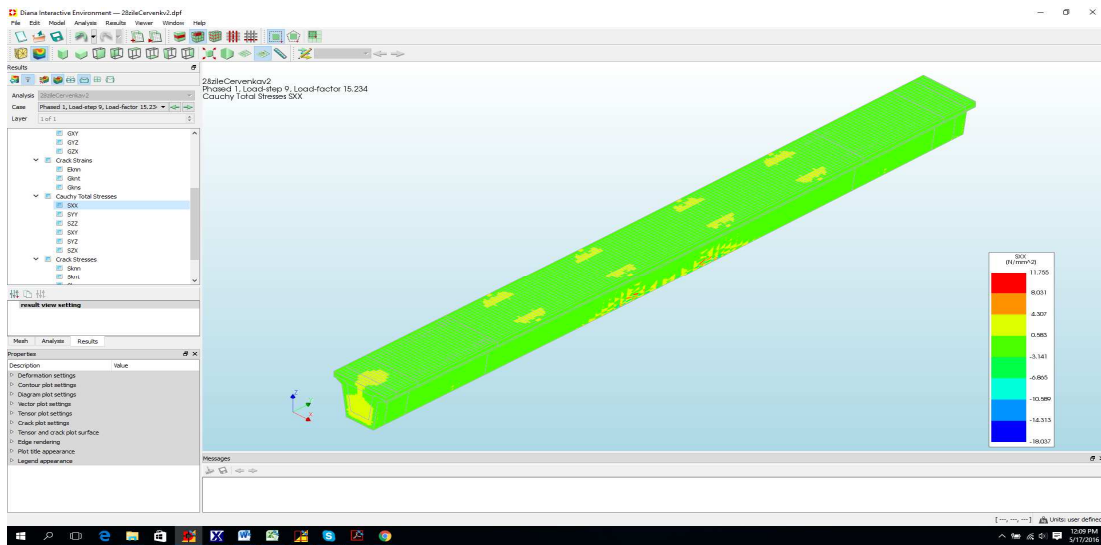 Diana Interactive Environment — 28zileCervenkv2.dpf
File Edit Model Analysis Results Viewer Window Help
Results
Analysis 28zileCervenkav2
Case Phased 1, Load-step 9, Load-factor 15.23
Layer 1 of 1
GXY
GYZ
GZX
Crack Strains
Eknn
Gknt
Gkns
Cauchy Total Stresses
SXX
SYY
SZZ
SXY
SYZ
SZX
Crack Stresses
Sknn
Sknt
result view setting
Mesh Analysis Results
Properties
Description Value
Deformation settings
Contour plot settings
Diagram plot settings
Vector plot settings
Tensor plot settings
Crack plot settings
Tensor and crack plot surface
Edge rendering
Plot title appearance
Legend appearance
28zileCervenkav2
Phased 1, Load-step 9, Load-factor 15.234
Cauchy Total Stresses SXX
Z
Y
X
SXX
(N/mm^2)
11.755
8.031
4.307
0.583
-3.141
-6.865
-10.589
-14.313
-18.037
Messages
[ ---, ---, ---] Units: user defined
12:09 PM
5/17/2016